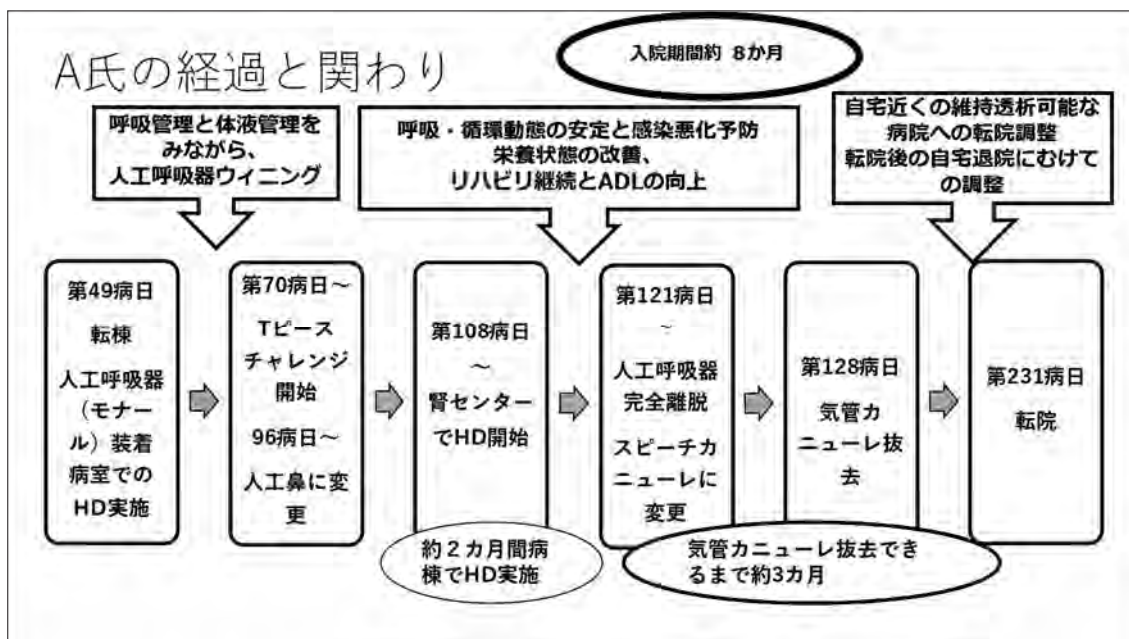 A氏の経過と関わり
入院期間約 8か月
呼吸管理と体液管理を
みながら、
人工呼吸器ウィニング
呼吸・循環動態の安定と感染悪化予防
栄養状態の改善、
リハビリ継続とADLの向上
自宅近くの維持透析可能な
病院への転院調整
転院後の自宅退院にむけて
の調整
第49病日
転棟
人工呼吸器
（モナー
ル）装着
病室での
HD実施
第70病日～
Tピース
チャレンジ
開始
96病日～
人工鼻に変
更
第108病日
～
腎センター
でHD開始
約２カ月間病
棟でHD実施
第121病日
～
人工呼吸器
完全離脱
スピーチカ
ニューレに
変更
第128病日
気管カ
ニューレ抜
去
気管カニューレ抜去でき
るまで約3カ月
第231病日
転院